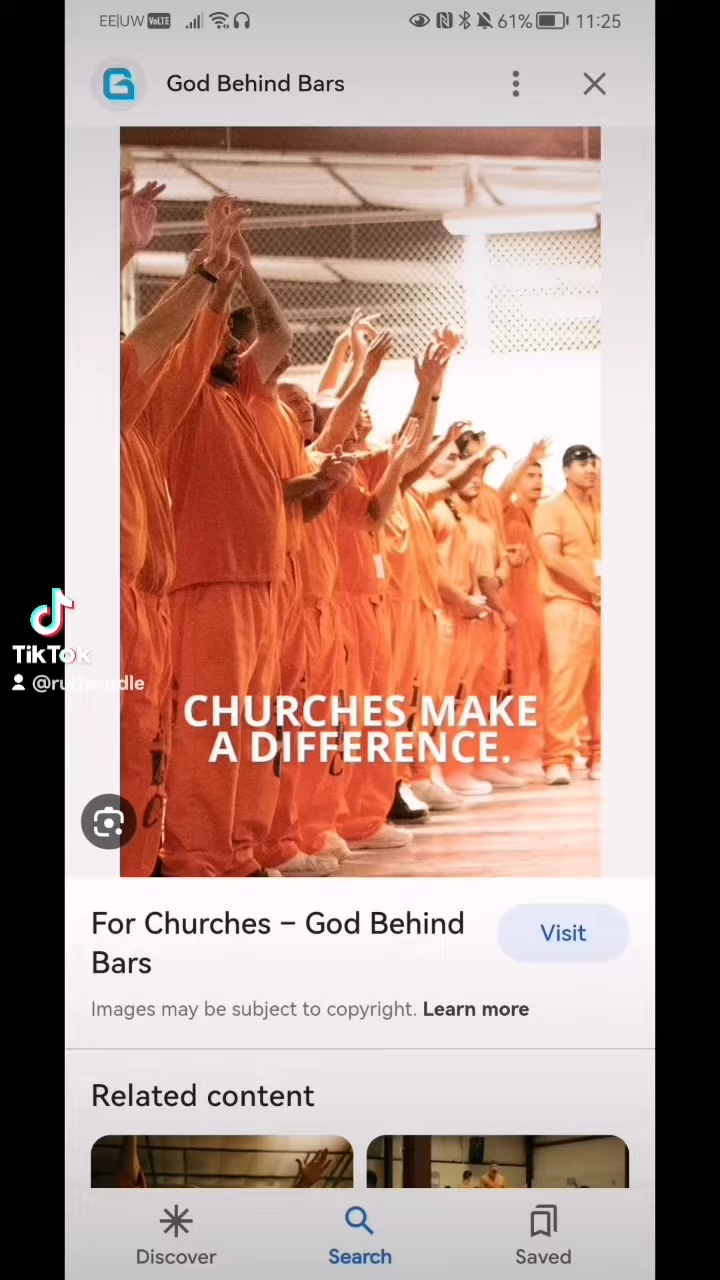 EE|UW VoLTE 61% 11:25
God Behind Bars
CHURCHES MAKE
A DIFFERENCE.
TikTok
For Churches – God Behind
Bars
Visit
Images may be subject to copyright. Learn more
Related content
Discover Search Saved